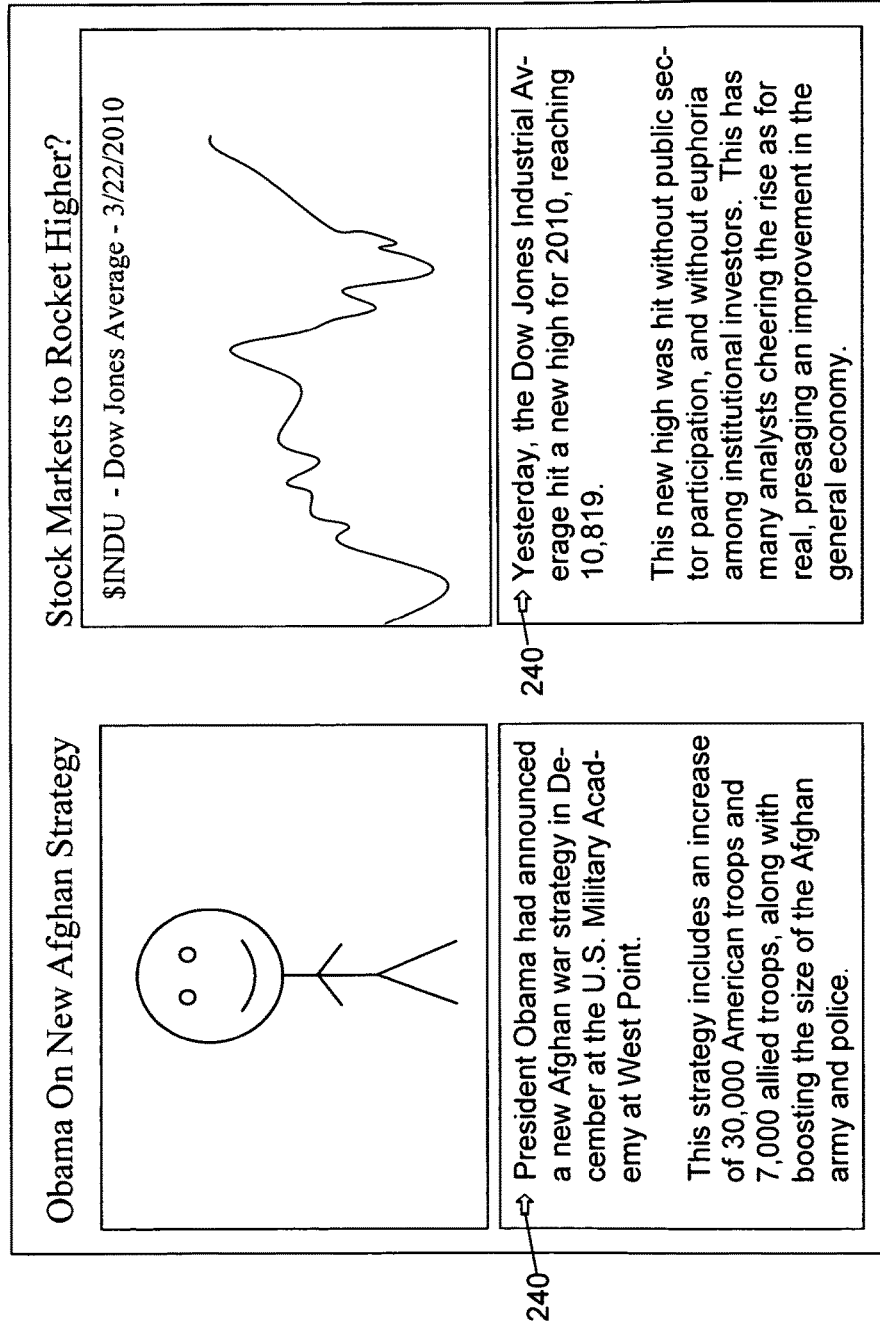 Obama On New Afghan Strategy
240
⇨ President Obama had announced
a new Afghan war strategy in De-
cember at the U.S. Military Acad-
emy at West Point.
This strategy includes an increase
of 30,000 American troops and
7,000 allied troops, along with
boosting the size of the Afghan
army and police.
Stock Markets to Rocket Higher?
$INDU - Dow Jones Average - 3/22/2010
240
⇨ Yesterday, the Dow Jones Industrial Av-
erage hit a new high for 2010, reaching
10,819.
This new high was hit without public sec-
tor participation, and without euphoria
among institutional investors. This has
many analysts cheering the rise as for
real, presaging an improvement in the
general economy.